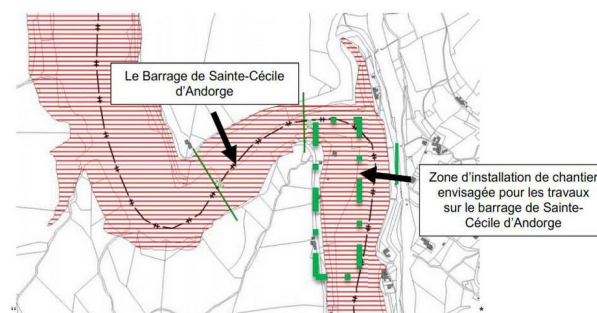 Le Barrage de Sainte-Cécile
d'Andorge
Zone d'installation de chantier
envisagée pour les travaux
sur le barrage de Sainte-
Cécile d'Andorge